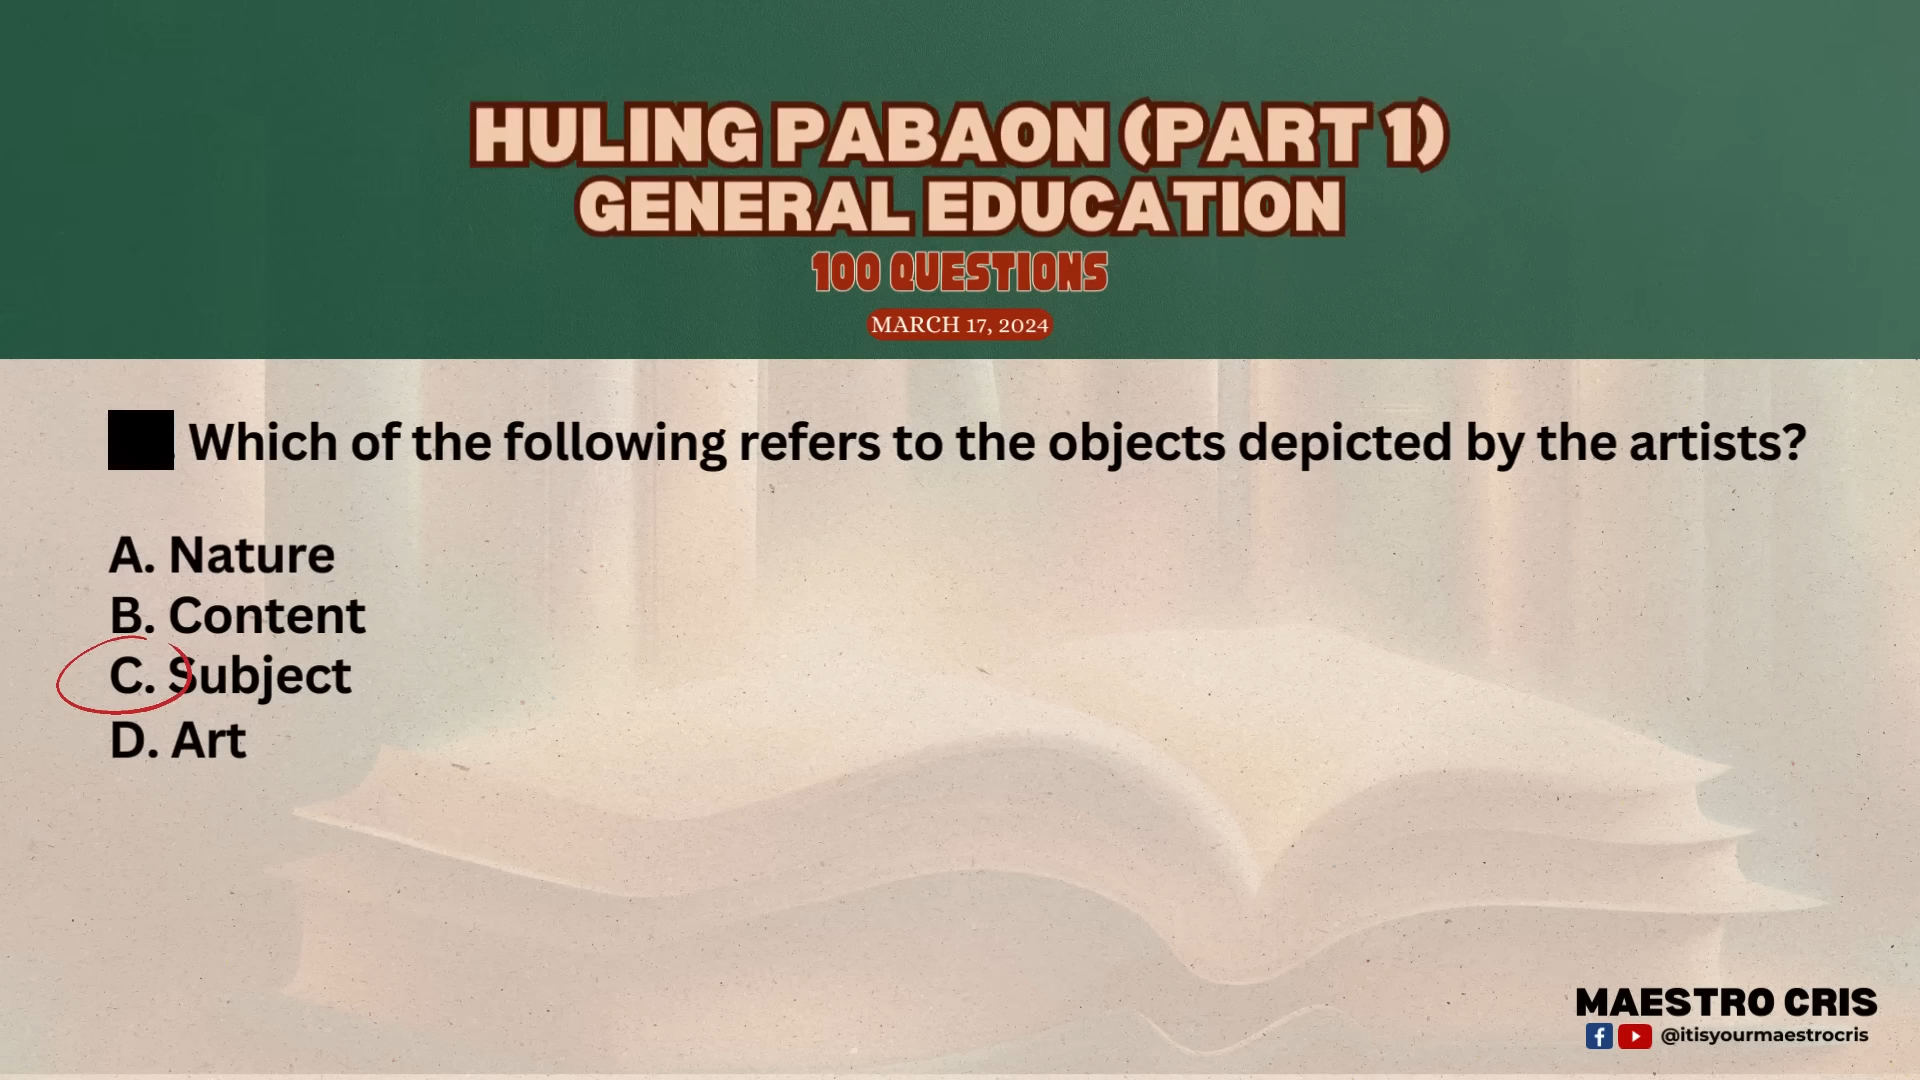 HULING PABAON (PART 1)
GENERAL EDUCATION
100 QUESTIONS
MARCH 17, 2024
Which of the following refers to the objects depicted by the artists?
A. Nature
B. Content
C. Subject
D. Art
MAESTRO CRIS
@itisyourmaestrocris